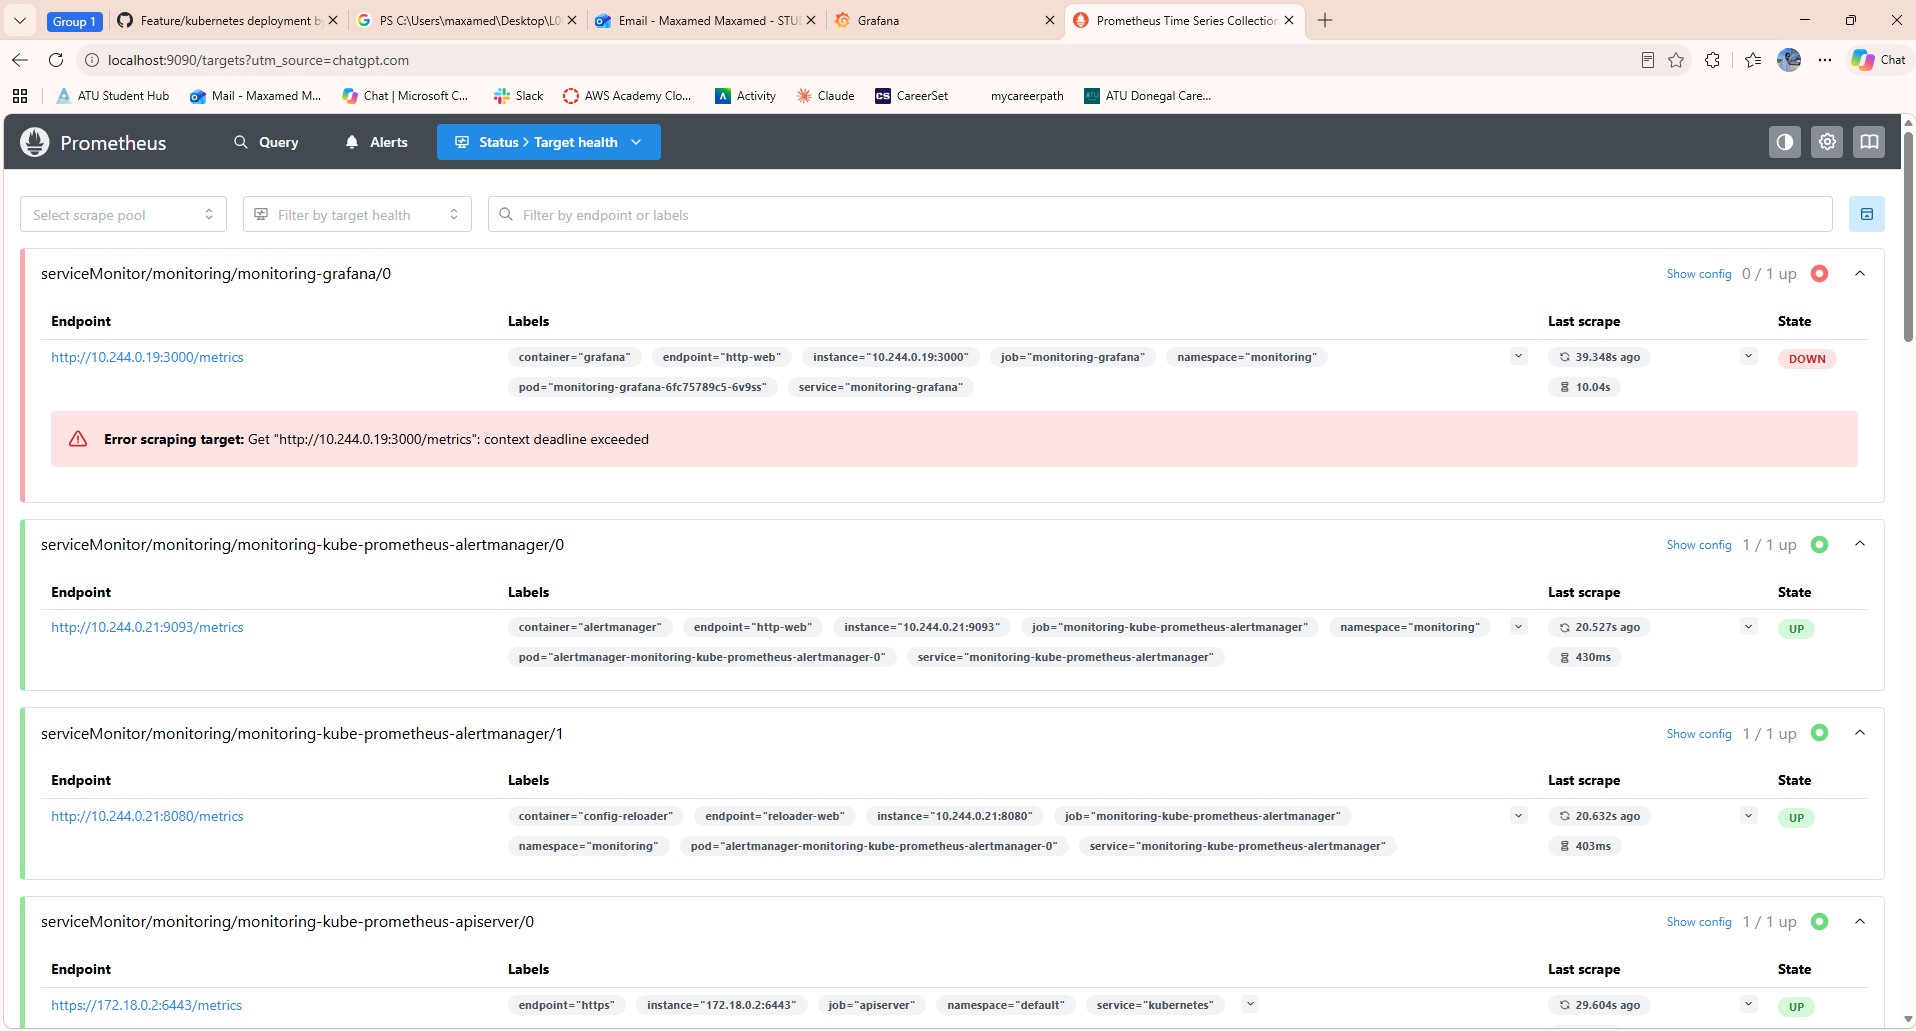 Group 1
Feature/kubernetes deployment by
PS C:\Users\maxamed\Desktop\L0
Email - Maxamed Maxamed - STU
Grafana
Prometheus Time Series Collection
localhost:9090/targets?utm_source=chatgpt.com
Chat
ATU Student Hub
Mail - Maxamed M...
Chat | Microsoft C...
Slack
AWS Academy Clo...
Activity
Claude
CS CareerSet
mycareerpath
ATU Donegal Care...
Prometheus
Query
Alerts
Status > Target health
Select scrape pool
Filter by target health
Filter by endpoint or labels
serviceMonitor/monitoring/monitoring-grafana/0
Show config 0 / 1 up
Endpoint Labels Last scrape State
http://10.244.0.19:3000/metrics container="grafana" endpoint="http-web" instance="10.244.0.19:3000" job="monitoring-grafana" namespace="monitoring" 39.348s ago DOWN
pod="monitoring-grafana-6fc75789c5-6v9ss" service="monitoring-grafana" 10.04s
Error scraping target: Get "http://10.244.0.19:3000/metrics": context deadline exceeded
serviceMonitor/monitoring/monitoring-kube-prometheus-alertmanager/0
Show config 1 / 1 up
Endpoint Labels Last scrape State
http://10.244.0.21:9093/metrics container="alertmanager" endpoint="http-web" instance="10.244.0.21:9093" job="monitoring-kube-prometheus-alertmanager" namespace="monitoring" 20.527s ago UP
pod="alertmanager-monitoring-kube-prometheus-alertmanager-0" service="monitoring-kube-prometheus-alertmanager" 430ms
serviceMonitor/monitoring/monitoring-kube-prometheus-alertmanager/1
Show config 1 / 1 up
Endpoint Labels Last scrape State
http://10.244.0.21:8080/metrics container="config-reloader" endpoint="reloader-web" instance="10.244.0.21:8080" job="monitoring-kube-prometheus-alertmanager" 20.632s ago UP
namespace="monitoring" pod="alertmanager-monitoring-kube-prometheus-alertmanager-0" service="monitoring-kube-prometheus-alertmanager" 403ms
serviceMonitor/monitoring/monitoring-kube-prometheus-apiserver/0
Show config 1 / 1 up
Endpoint Labels Last scrape State
https://172.18.0.2:6443/metrics endpoint="https" instance="172.18.0.2:6443" job="apiserver" namespace="default" service="kubernetes" 29.604s ago UP